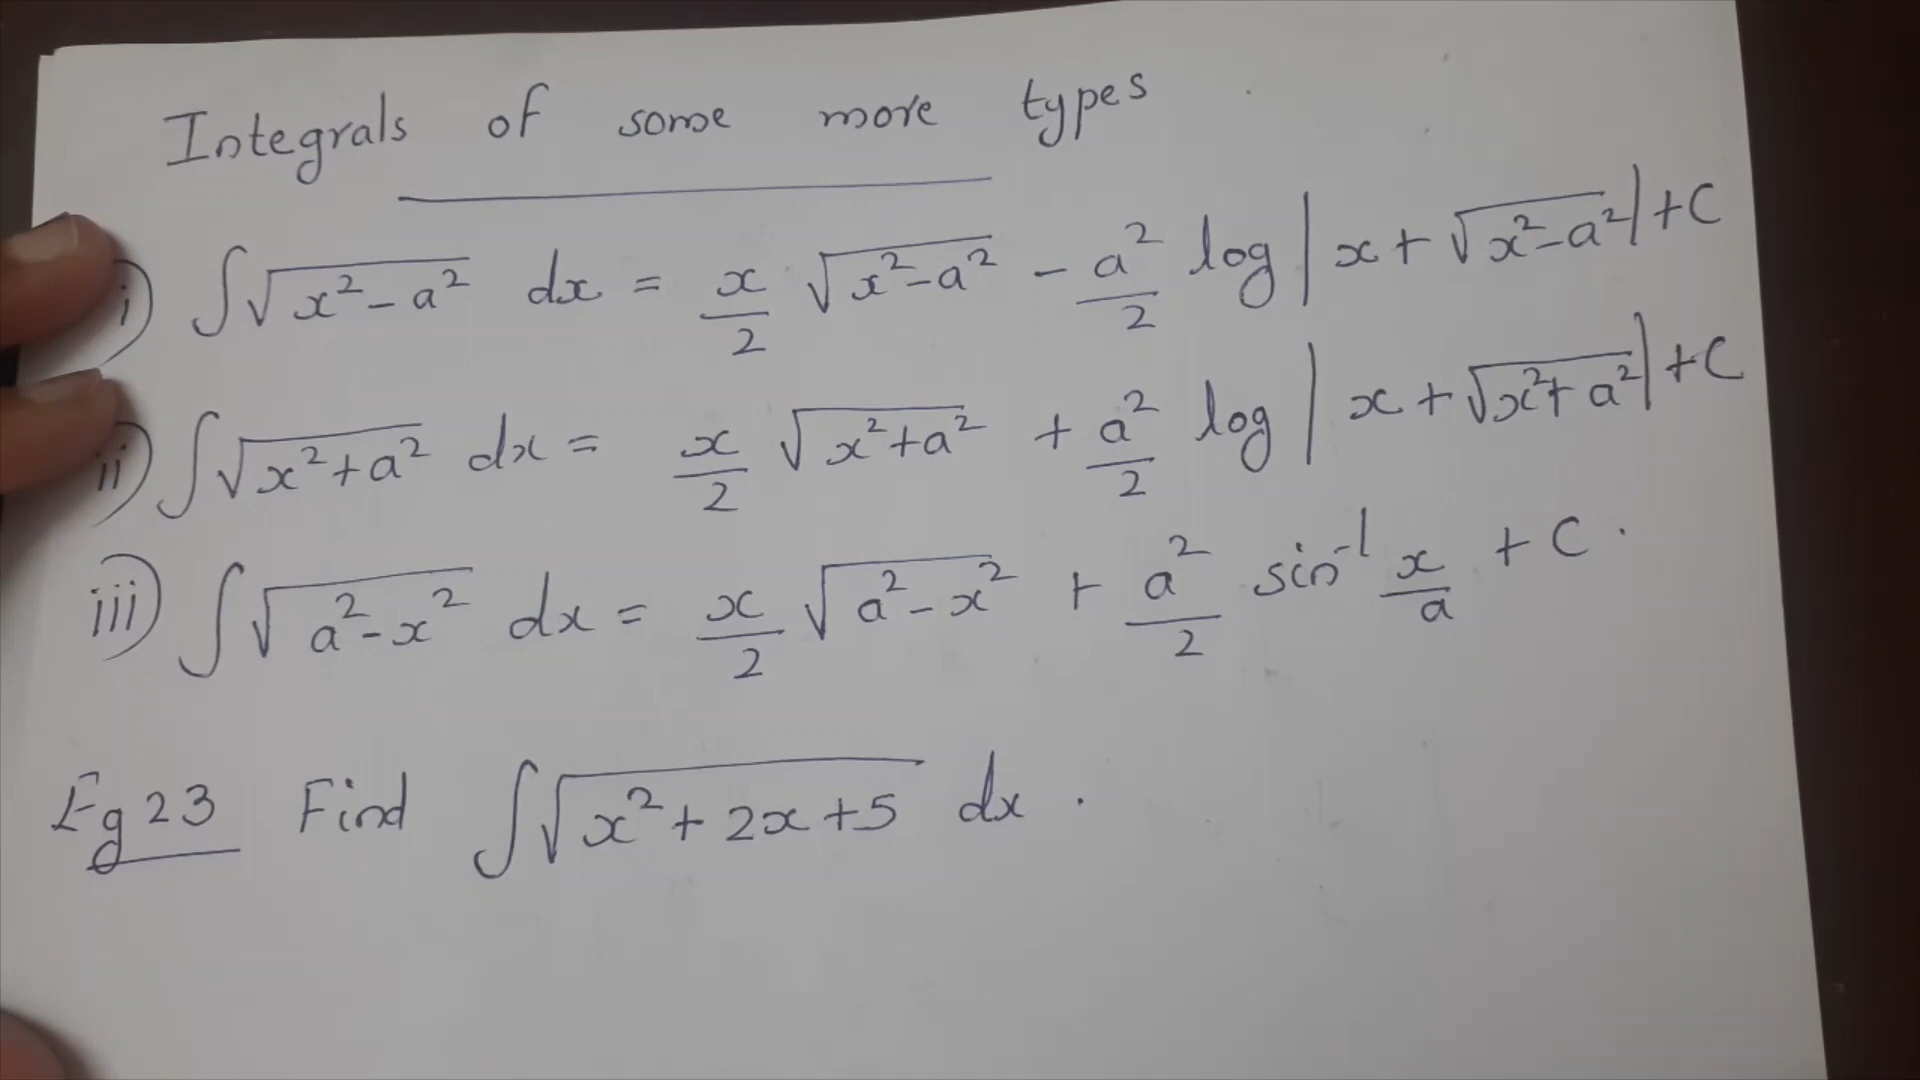 Integrals of some more types
i) ∫√(x²-a²) dx = x/2 √(x²-a²) - a²/2 log |x + √(x²-a²)| + C
ii) ∫√(x²+a²) dx = x/2 √(x²+a²) + a²/2 log |x + √(x²+a²)| + C
iii) ∫√(a²-x²) dx = x/2 √(a²-x²) + a²/2 sin⁻¹ x/a + C.
Eg 23 Find ∫√(x²+2x+5) dx.